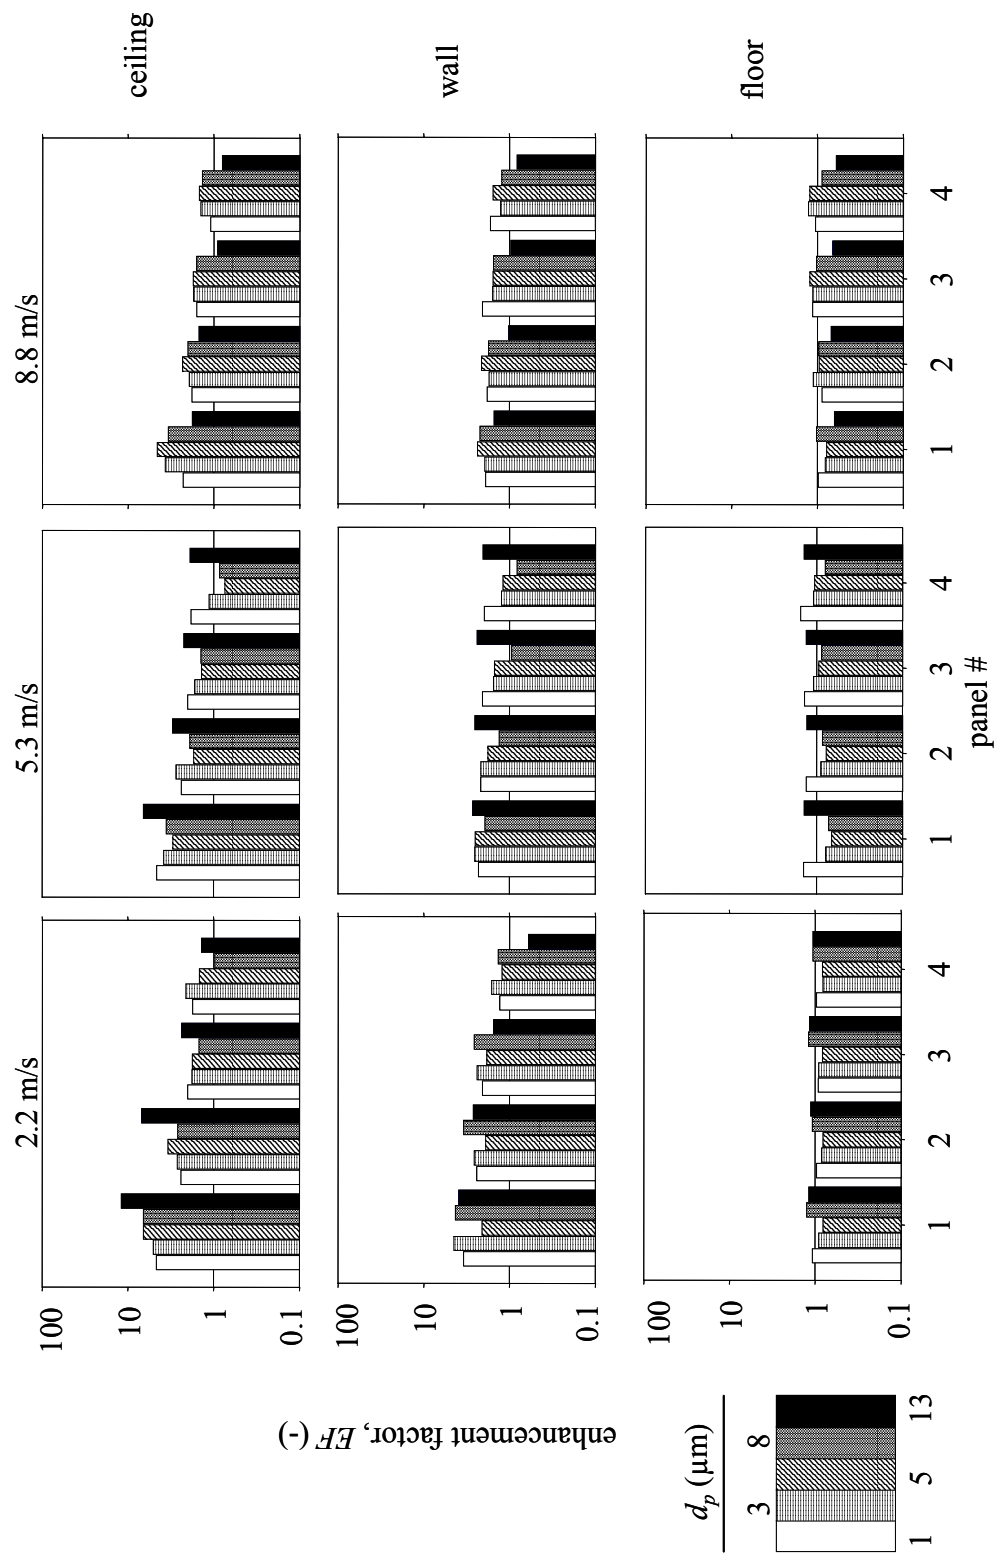 2.2 m/s 5.3 m/s 8.8 m/s
100
10
1
0.1
ceiling
100
10
1
0.1
wall
100
10
1
0.1
floor
1 2 3 4 1 2 3 4 1 2 3 4
panel #
enhancement factor, EF (-)
dp (μm)
3 8
1 5 13